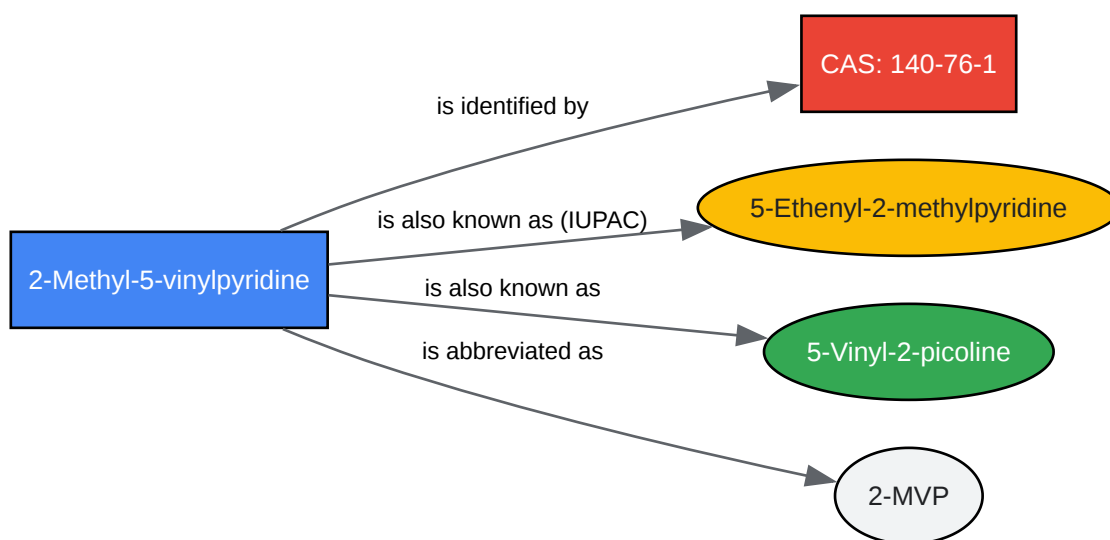 CAS: 140-76-1
is identified by
5-Ethenyl-2-methylpyridine
is also known as (IUPAC)
2-Methyl-5-vinylpyridine
is also known as
5-Vinyl-2-picoline
is abbreviated as
2-MVP